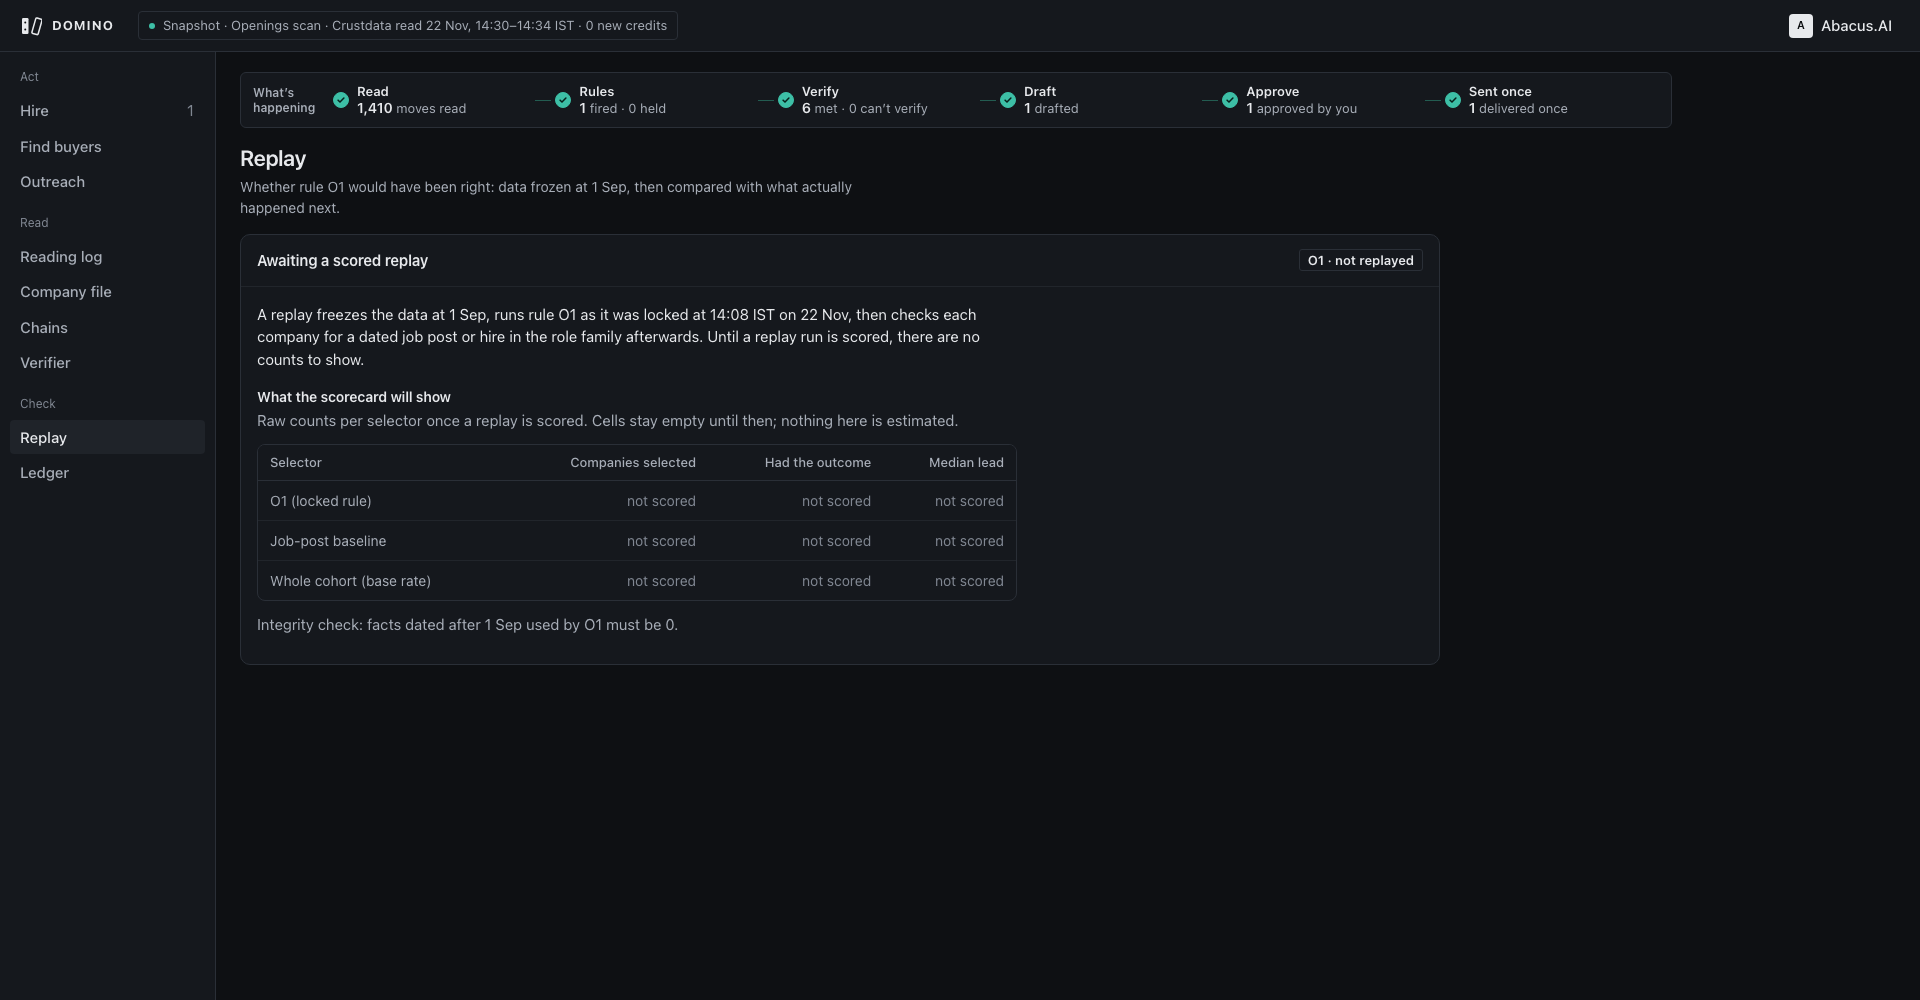 DOMINO
Snapshot · Openings scan · Crustdata read 22 Nov, 14:30–14:34 IST · 0 new credits
A
Abacus.AI
Act
Hire 1
Find buyers
Outreach
Read
Reading log
Company file
Chains
Verifier
Check
Replay
Ledger
What's
happening
Read
1,410 moves read
Rules
1 fired · 0 held
Verify
6 met · 0 can't verify
Draft
1 drafted
Approve
1 approved by you
Sent once
1 delivered once
Replay
Whether rule O1 would have been right: data frozen at 1 Sep, then compared with what actually
happened next.
Awaiting a scored replay
O1 · not replayed
A replay freezes the data at 1 Sep, runs rule O1 as it was locked at 14:08 IST on 22 Nov, then checks each
company for a dated job post or hire in the role family afterwards. Until a replay run is scored, there are no
counts to show.
What the scorecard will show
Raw counts per selector once a replay is scored. Cells stay empty until then; nothing here is estimated.
Selector Companies selected Had the outcome Median lead
O1 (locked rule) not scored not scored not scored
Job-post baseline not scored not scored not scored
Whole cohort (base rate) not scored not scored not scored
Integrity check: facts dated after 1 Sep used by O1 must be 0.